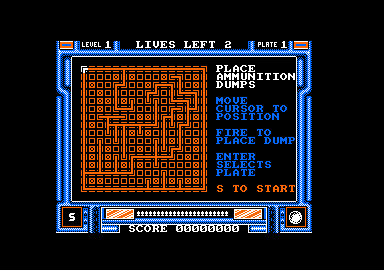 LEVEL 1
LIVES LEFT 2
PLATE 1
PLACE
AMMUNITION
DUMPS
MOVE
CURSOR TO
POSITION
FIRE TO
PLACE DUMP
ENTER
SELECTS
PLATE
S TO START
S
SCORE 00000000